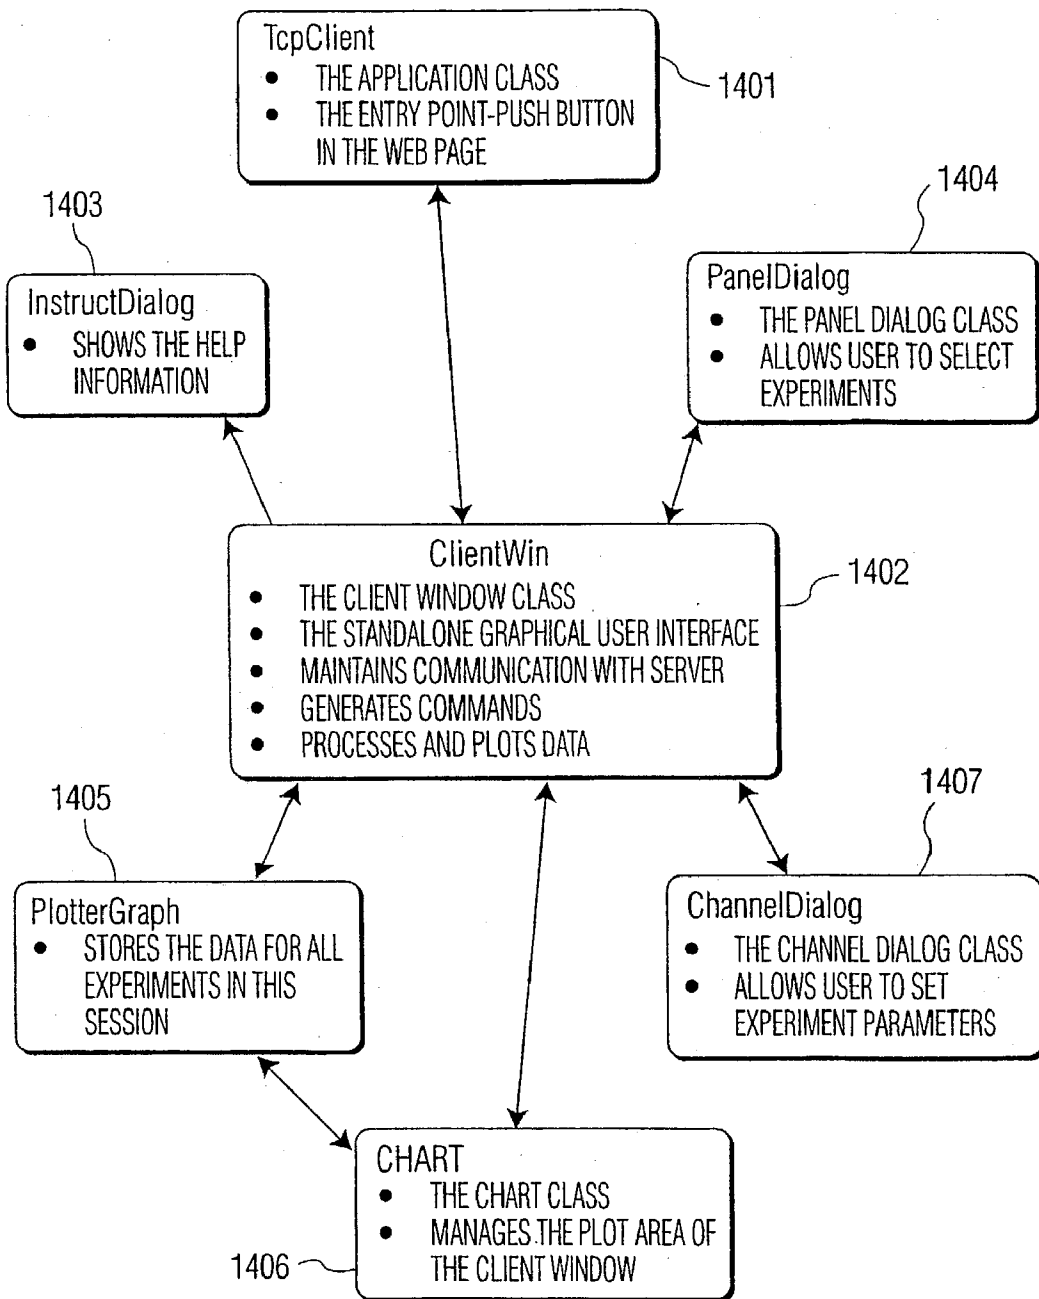 TcpClient
• THE APPLICATION CLASS
• THE ENTRY POINT-PUSH BUTTON
IN THE WEB PAGE
1401
1403
1404
InstructDialog
• SHOWS THE HELP
INFORMATION
PanelDialog
• THE PANEL DIALOG CLASS
• ALLOWS USER TO SELECT
EXPERIMENTS
ClientWin
• THE CLIENT WINDOW CLASS
• THE STANDALONE GRAPHICAL USER INTERFACE
• MAINTAINS COMMUNICATION WITH SERVER
• GENERATES COMMANDS
• PROCESSES AND PLOTS DATA
1402
1405
1407
PlotterGraph
• STORES THE DATA FOR ALL
EXPERIMENTS IN THIS
SESSION
ChannelDialog
• THE CHANNEL DIALOG CLASS
• ALLOWS USER TO SET
EXPERIMENT PARAMETERS
CHART
• THE CHART CLASS
• MANAGES THE PLOT AREA OF
THE CLIENT WINDOW
1406